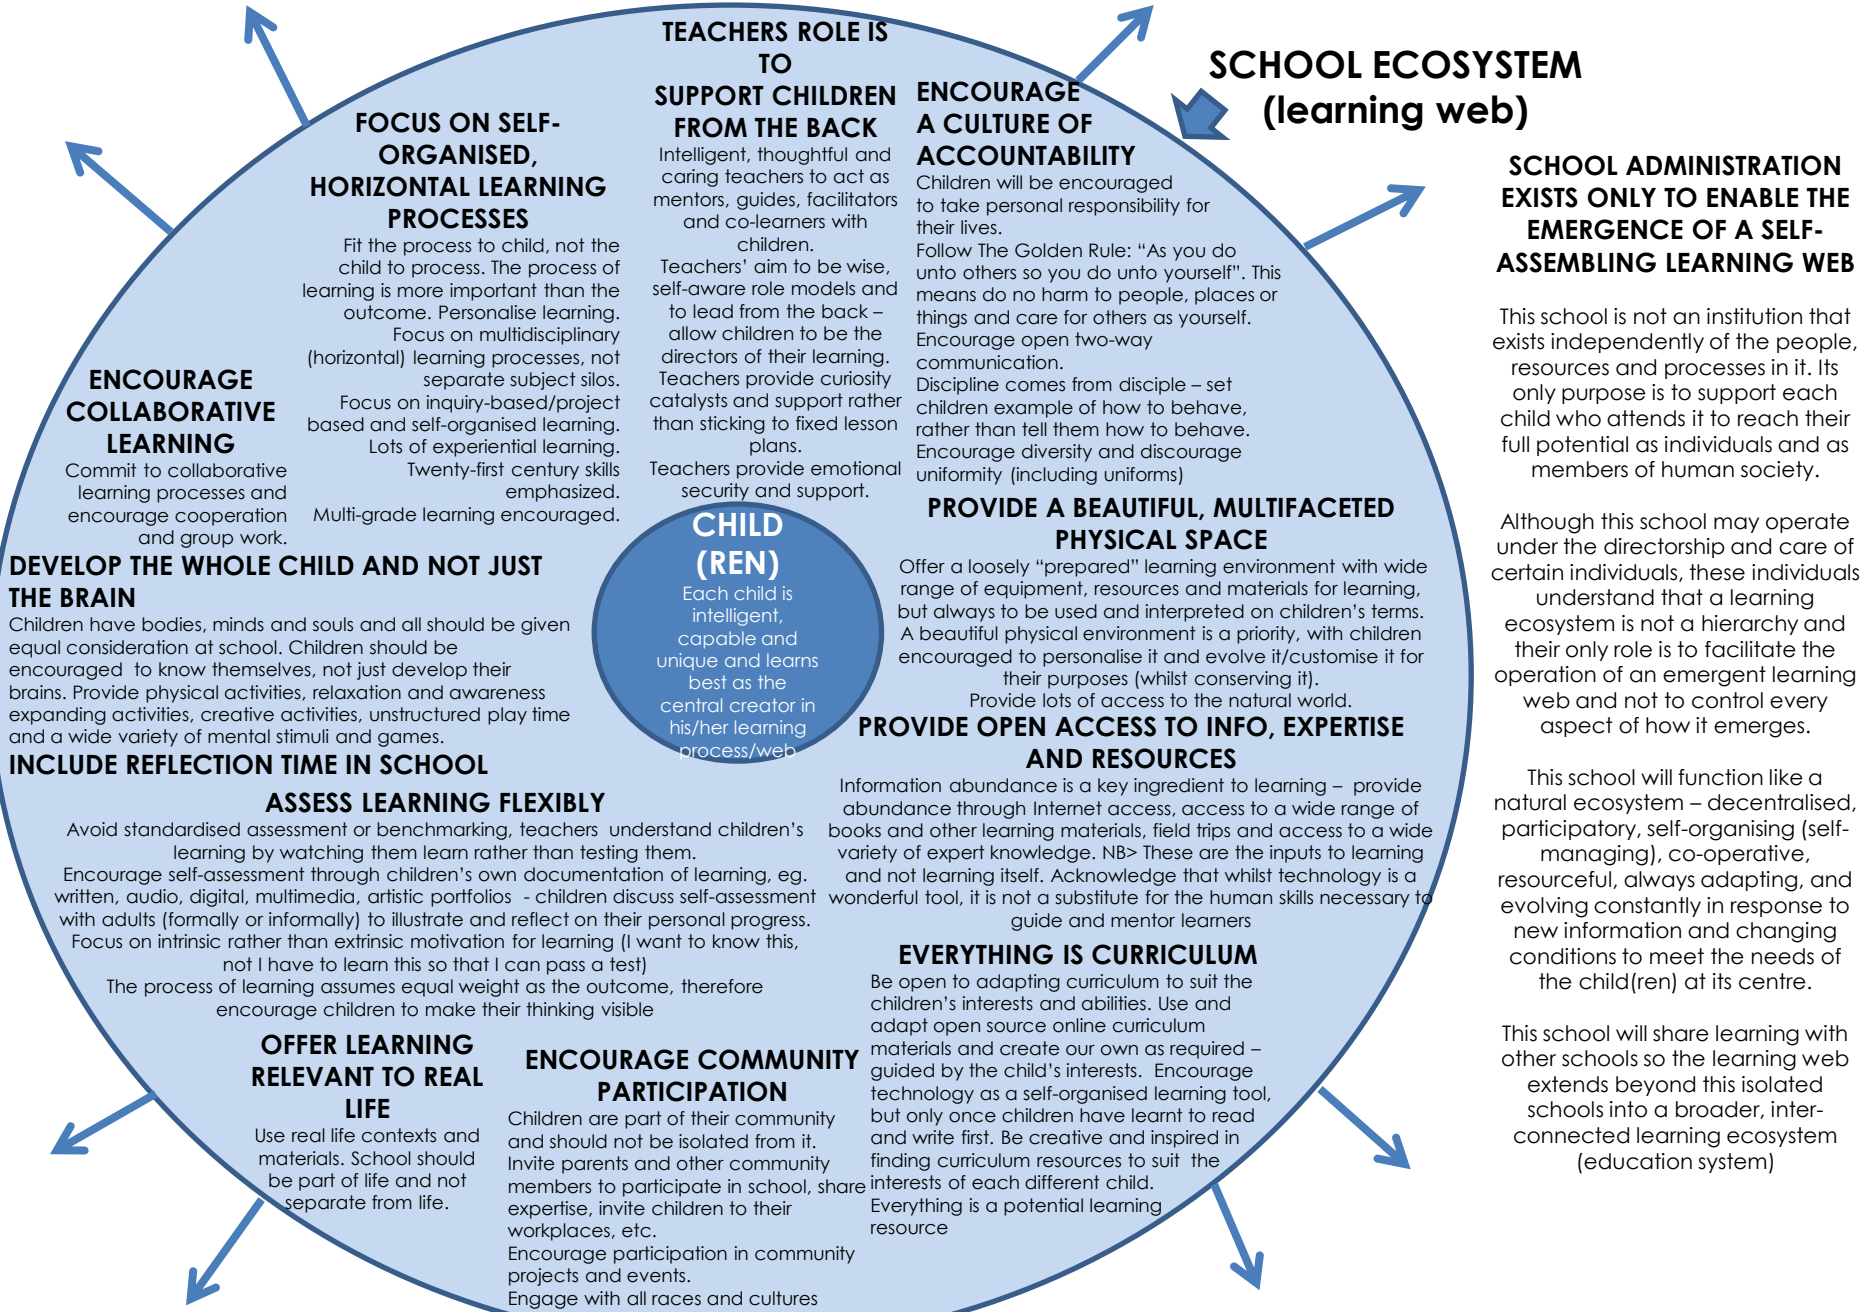 SCHOOL ECOSYSTEM
(learning web)
TEACHERS ROLE IS
TO
SUPPORT CHILDREN
FROM THE BACK
Intelligent, thoughtful and
caring teachers to act as
mentors, guides, facilitators
and co-learners with
children.
Teachers' aim to be wise,
self-aware role models and
to lead from the back –
allow children to be the
directors of their learning.
Teachers provide curiosity
catalysts and support rather
than sticking to fixed lesson
plans.
Teachers provide emotional
security and support.
ENCOURAGE
A CULTURE OF
ACCOUNTABILITY
Children will be encouraged
to take personal responsibility for
their lives.
Follow The Golden Rule: “As you do
unto others so you do unto yourself”. This
means do no harm to people, places or
things and care for others as yourself.
Encourage open two-way
communication.
Discipline comes from disciple – set
children example of how to behave,
rather than tell them how to behave.
Encourage diversity and discourage
uniformity (including uniforms)
FOCUS ON SELF-
ORGANISED,
HORIZONTAL LEARNING
PROCESSES
Fit the process to child, not the
child to process. The process of
learning is more important than the
outcome. Personalise learning.
Focus on multidisciplinary
(horizontal) learning processes, not
separate subject silos.
Focus on inquiry-based/project
based and self-organised learning.
Lots of experiential learning.
Twenty-first century skills
emphasized.
Multi-grade learning encouraged.
ENCOURAGE
COLLABORATIVE
LEARNING
Commit to collaborative
learning processes and
encourage cooperation
and group work.
DEVELOP THE WHOLE CHILD AND NOT JUST
THE BRAIN
Children have bodies, minds and souls and all should be given
equal consideration at school. Children should be
encouraged to know themselves, not just develop their
brains. Provide physical activities, relaxation and awareness
expanding activities, creative activities, unstructured play time
and a wide variety of mental stimuli and games.
INCLUDE REFLECTION TIME IN SCHOOL
CHILD
(REN)
Each child is
intelligent,
capable and
unique and learns
best as the
central creator in
his/her learning
process/web
PROVIDE A BEAUTIFUL, MULTIFACETED
PHYSICAL SPACE
Offer a loosely “prepared” learning environment with wide
range of equipment, resources and materials for learning,
but always to be used and interpreted on children's terms.
A beautiful physical environment is a priority, with children
encouraged to personalise it and evolve it/customise it for
their purposes (whilst conserving it).
Provide lots of access to the natural world.
PROVIDE OPEN ACCESS TO INFO, EXPERTISE
AND RESOURCES
Information abundance is a key ingredient to learning – provide
abundance through Internet access, access to a wide range of
books and other learning materials, field trips and access to a wide
variety of expert knowledge. NB> These are the inputs to learning
and not learning itself. Acknowledge that whilst technology is a
wonderful tool, it is not a substitute for the human skills necessary to
guide and mentor learners
ASSESS LEARNING FLEXIBLY
Avoid standardised assessment or benchmarking, teachers understand children's
learning by watching them learn rather than testing them.
Encourage self-assessment through children's own documentation of learning, eg.
written, audio, digital, multimedia, artistic portfolios - children discuss self-assessment
with adults (formally or informally) to illustrate and reflect on their personal progress.
Focus on intrinsic rather than extrinsic motivation for learning (I want to know this,
not I have to learn this so that I can pass a test)
The process of learning assumes equal weight as the outcome, therefore
encourage children to make their thinking visible
OFFER LEARNING
RELEVANT TO REAL
LIFE
Use real life contexts and
materials. School should
be part of life and not
separate from life.
ENCOURAGE COMMUNITY
PARTICIPATION
Children are part of their community
and should not be isolated from it.
Invite parents and other community
members to participate in school, share
expertise, invite children to their
workplaces, etc.
Encourage participation in community
projects and events.
Engage with all races and cultures
EVERYTHING IS CURRICULUM
Be open to adapting curriculum to suit the
children's interests and abilities. Use and
adapt open source online curriculum
materials and create our own as required –
guided by the child's interests. Encourage
technology as a self-organised learning tool,
but only once children have learnt to read
and write first. Be creative and inspired in
finding curriculum resources to suit the
interests of each different child.
Everything is a potential learning
resource
SCHOOL ADMINISTRATION
EXISTS ONLY TO ENABLE THE
EMERGENCE OF A SELF-
ASSEMBLING LEARNING WEB
This school is not an institution that
exists independently of the people,
resources and processes in it. Its
only purpose is to support each
child who attends it to reach their
full potential as individuals and as
members of human society.
Although this school may operate
under the directorship and care of
certain individuals, these individuals
understand that a learning
ecosystem is not a hierarchy and
their only role is to facilitate the
operation of an emergent learning
web and not to control every
aspect of how it emerges.
This school will function like a
natural ecosystem – decentralised,
participatory, self-organising (self-
managing), co-operative,
resourceful, always adapting, and
evolving constantly in response to
new information and changing
conditions to meet the needs of
the child(ren) at its centre.
This school will share learning with
other schools so the learning web
extends beyond this isolated
schools into a broader, inter-
connected learning ecosystem
(education system)